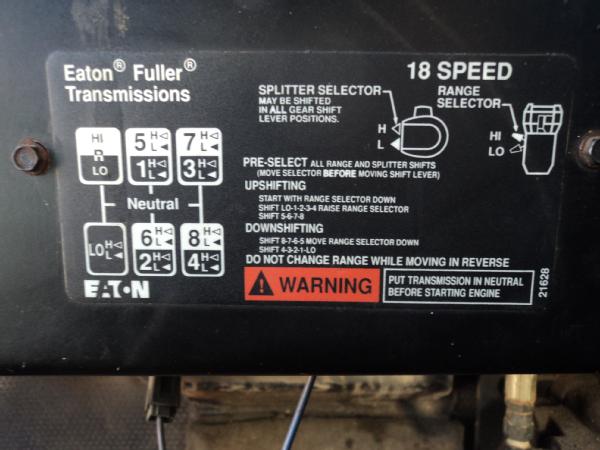 Eaton® Fuller®
Transmissions
18 SPEED
SPLITTER SELECTOR
MAY BE SHIFTED
IN ALL GEAR SHIFT
LEVER POSITIONS.
H
L
RANGE
SELECTOR
HI
LO
HI
R
LO
5 H L
7 H L
1 H L
3 H L
Neutral
LO H L
6 H L
8 H L
2 H L
4 H L
EATON
PRE-SELECT ALL RANGE AND SPLITTER SHIFTS
(MOVE SELECTOR BEFORE MOVING SHIFT LEVER)
UPSHIFTING
START WITH RANGE SELECTOR DOWN
SHIFT LO-1-2-3-4 RAISE RANGE SELECTOR
SHIFT 5-6-7-8
DOWNSHIFTING
SHIFT 8-7-6-5 MOVE RANGE SELECTOR DOWN
SHIFT 4-3-2-1-LO
DO NOT CHANGE RANGE WHILE MOVING IN REVERSE
WARNING
PUT TRANSMISSION IN NEUTRAL
BEFORE STARTING ENGINE
21628